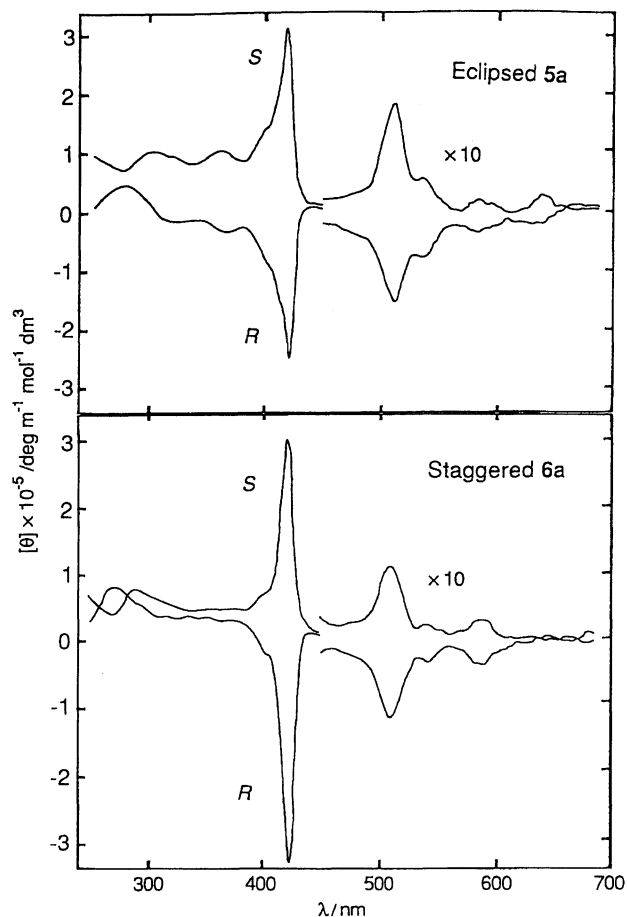 3
S
Eclipsed 5a
2
×10
1
0
-1
-2
R
-3
[θ] × 10⁻⁵ /deg m⁻¹ mol⁻¹ dm³
3
S
Staggered 6a
2
×10
1
0
-1
-2
R
-3
300 400 500 600 700
λ/nm